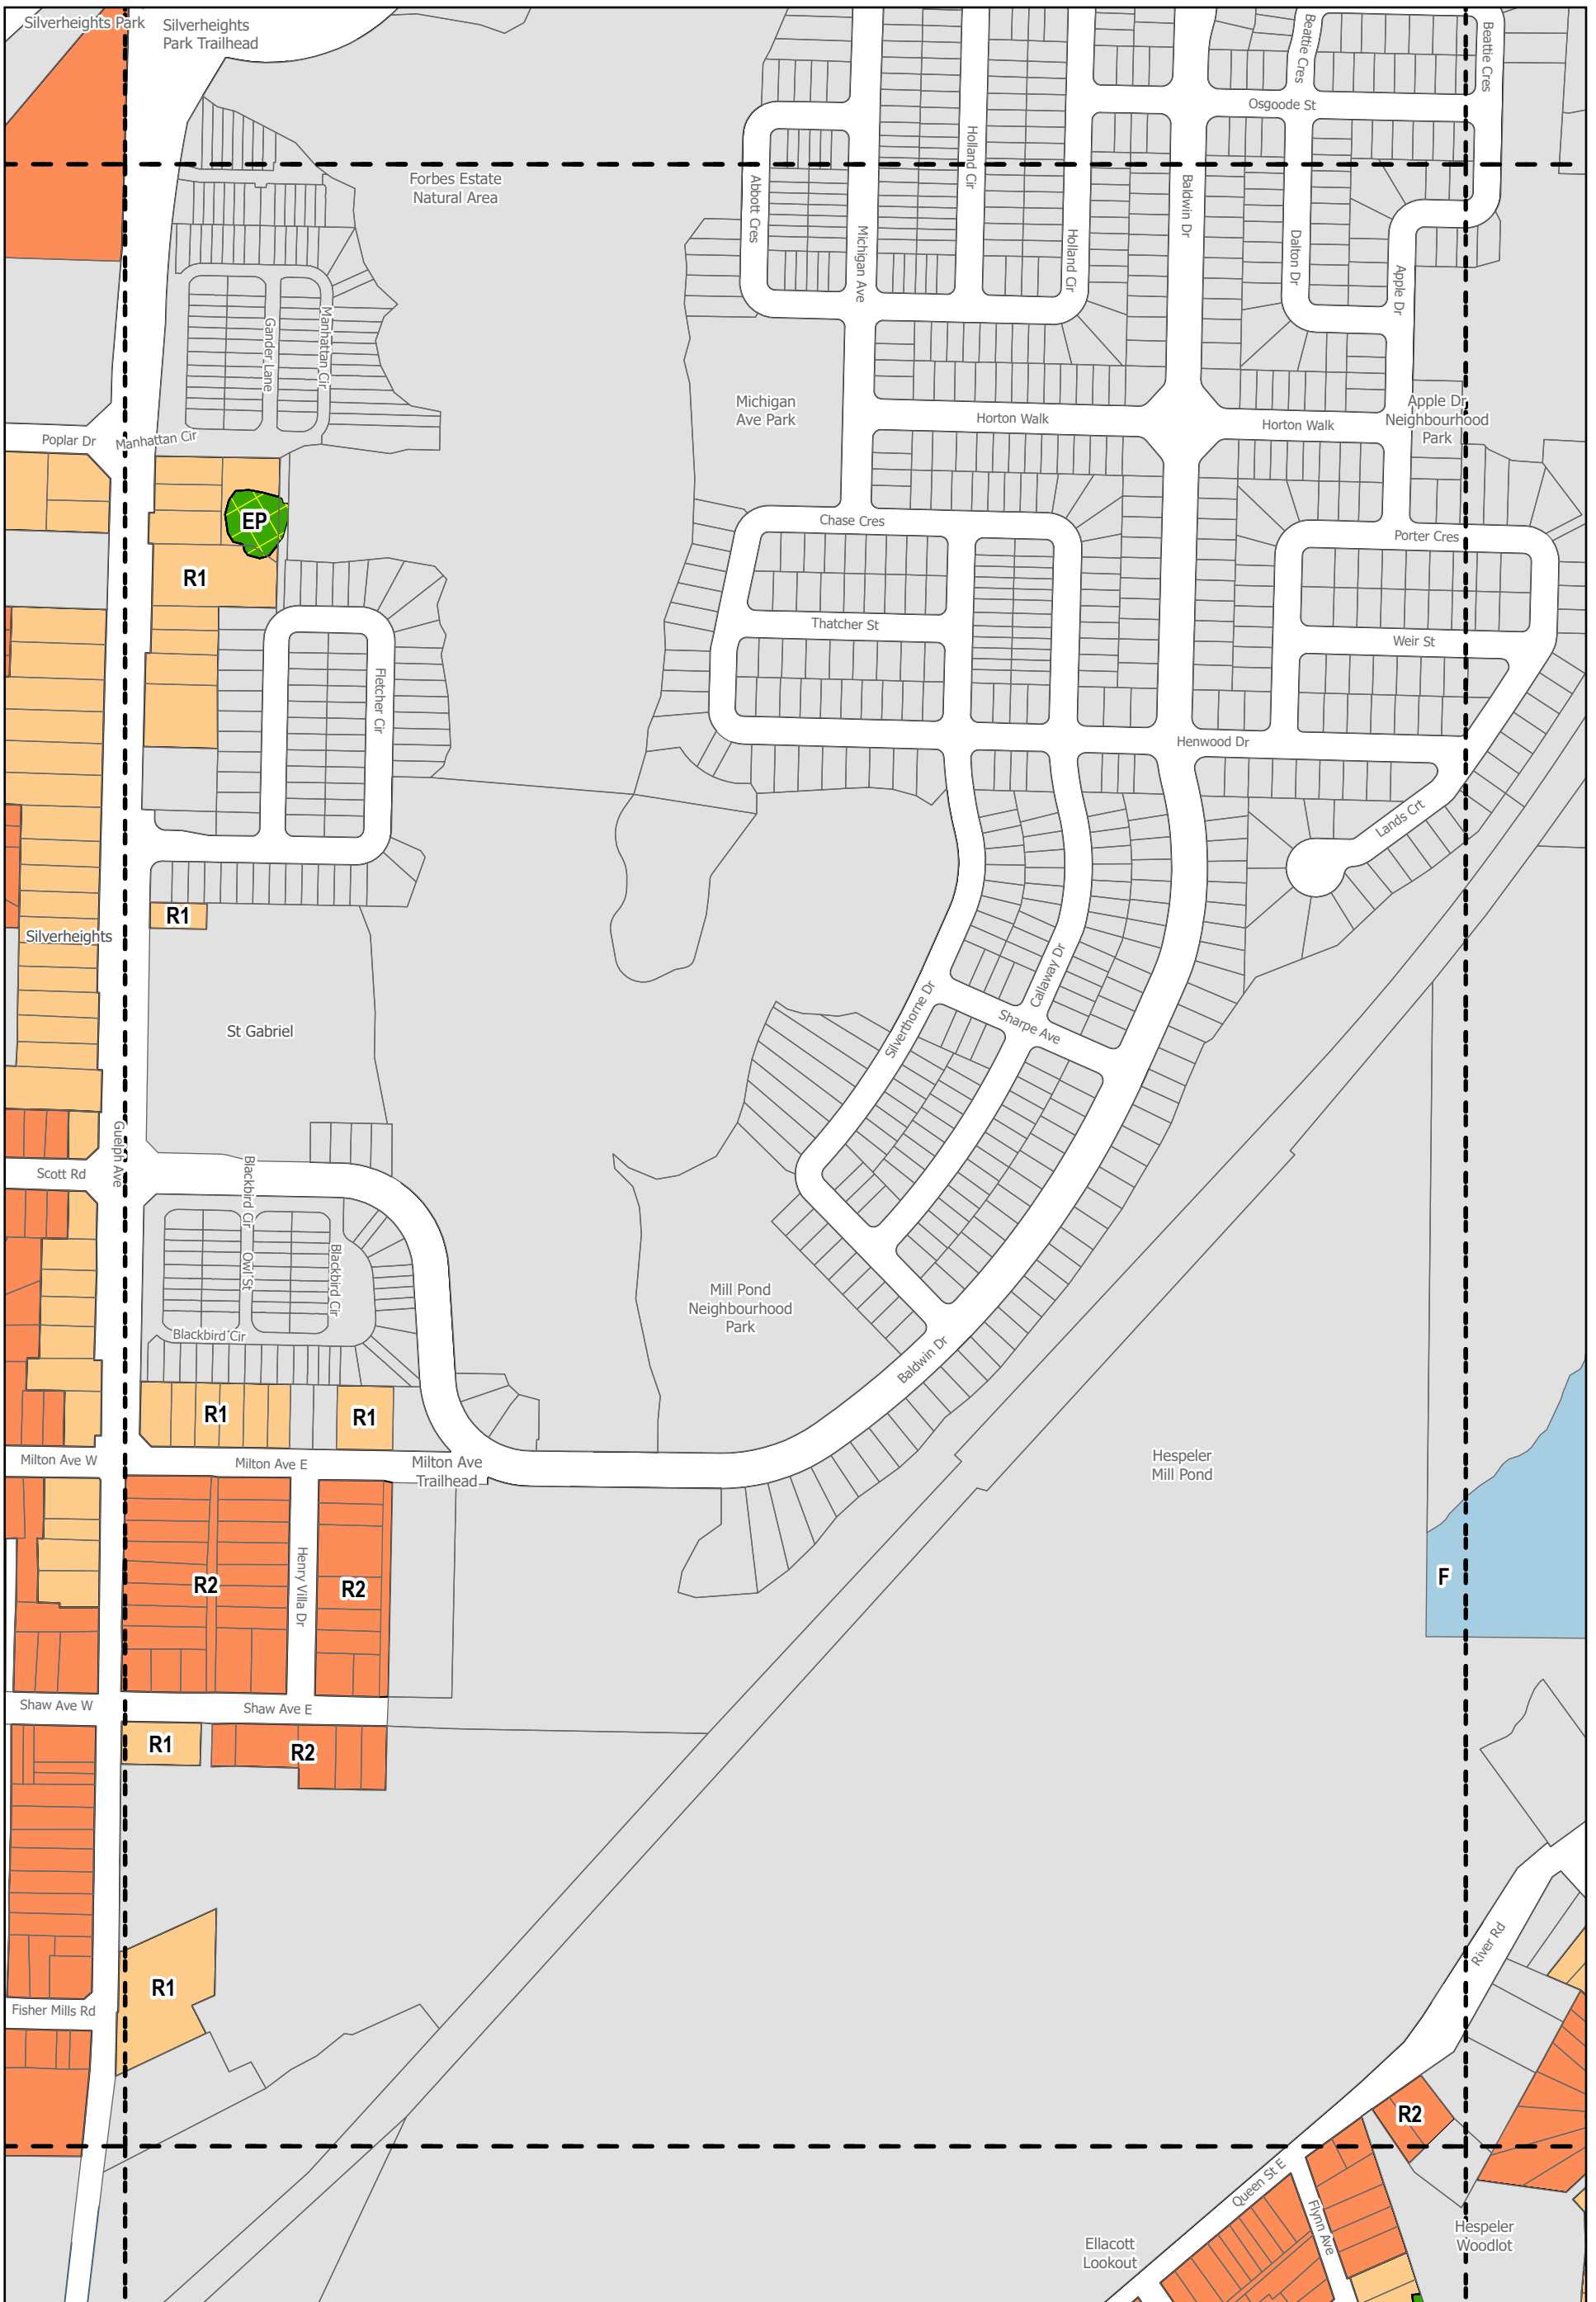 Silverheights Park
Silverheights
Park Trailhead
Beattie Cres
Beattie Cres
Osgoode St
Holland Cir
Forbes Estate
Natural Area
Abbott Cres
Michigan Ave
Holland Cir
Baldwin Dr
Dalton Dr
Apple Dr
Gander Lane
Manhattan Cir
Michigan
Ave Park
Horton Walk
Horton Walk
Apple Dr
Neighbourhood
Park
Poplar Dr
Manhattan Cir
EP
Chase Cres
Porter Cres
R1
Thatcher St
Weir St
Fletcher Cir
Henwood Dr
Lands Crt
R1
Silverheights
St Gabriel
Silverthorne Dr
Callaway Dr
Sharpe Ave
Guelph Ave
Scott Rd
Blackbird Cir
Owl St
Blackbird Cir
Blackbird Cir
Mill Pond
Neighbourhood
Park
Baldwin Dr
R1
R1
Milton Ave W
Milton Ave E
Milton Ave
Trailhead
Hespeler
Mill Pond
R2
Henry Villa Dr
R2
F
Shaw Ave W
Shaw Ave E
R1
R2
River Rd
R1
Fisher Mills Rd
R2
Queen St E
Flynn Ave
Ellacott
Lookout
Hespeler
Woodlot